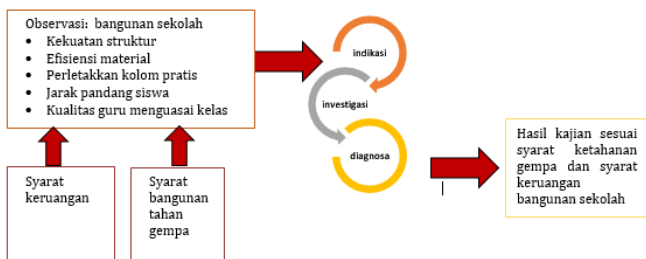 Observasi: bangunan sekolah
• Kekuatan struktur
• Efisiensi material
• Perletakkan kolom pratis
• Jarak pandang siswa
• Kualitas guru menguasai kelas
Syarat
keruangan
Syarat
bangunan
tahan
gempa
indikasi
investigasi
diagnosa
Hasil kajian sesuai
syarat ketahanan
gempa dan syarat
keruangan
bangunan sekolah